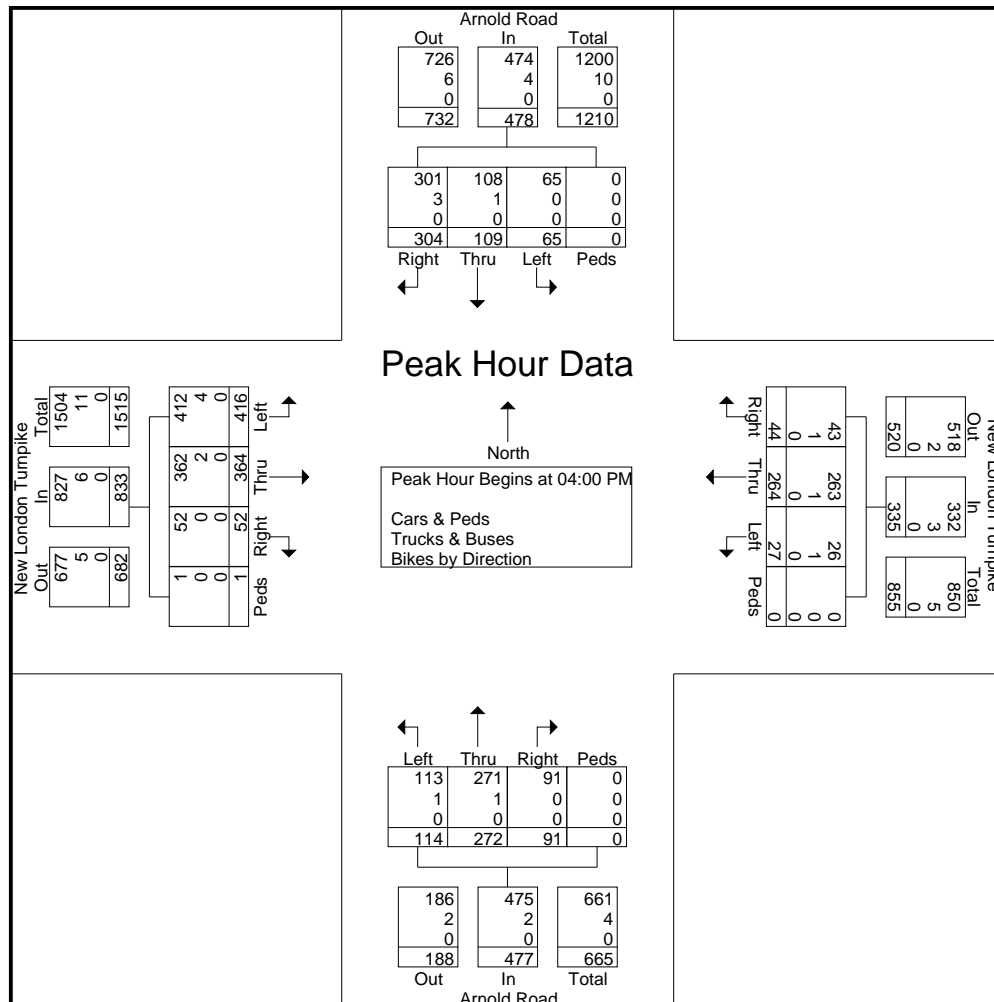 Arnold Road
Out In Total
726 474 1200
6 4 10
0 0 0
732 478 1210
301 108 65 0
3 1 0 0
0 0 0 0
304 109 65 0
Right Thru Left Peds
Peak Hour Data
North
Peak Hour Begins at 04:00 PM
Cars & Peds
Trucks & Buses
Bikes by Direction
New London Turnpike
Out In Total
677 827 1504
5 6 11
0 0 0
682 833 1515
1 52 362 412
0 0 2 4
0 0 0 0
1 52 364 416
Peds Right Thru Left
New London Turnpike
Out In Total
518 332 850
2 3 5
0 0 0
520 335 855
43 263 26 0
1 1 1 0
0 0 0 0
44 264 27 0
Right Thru Left Peds
Left Thru Right Peds
113 271 91 0
1 1 0 0
0 0 0 0
114 272 91 0
186 475 661
2 2 4
0 0 0
188 477 665
Out In Total
Arnold Road